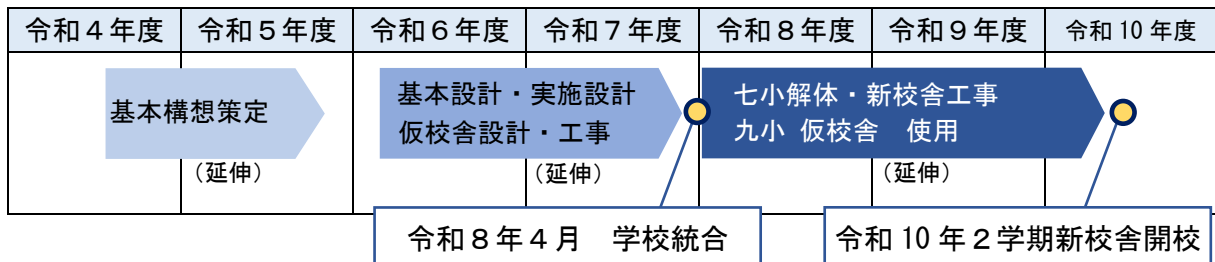 令和４年度 令和５年度 令和６年度 令和７年度 令和８年度 令和９年度 令和 10 年度
基本構想策定
基本設計・実施設計
仮校舎設計・工事
七小解体・新校舎工事
九小 仮校舎　使用
（延伸） （延伸） （延伸）
令和８年４月　学校統合
令和 10 年２学期新校舎開校